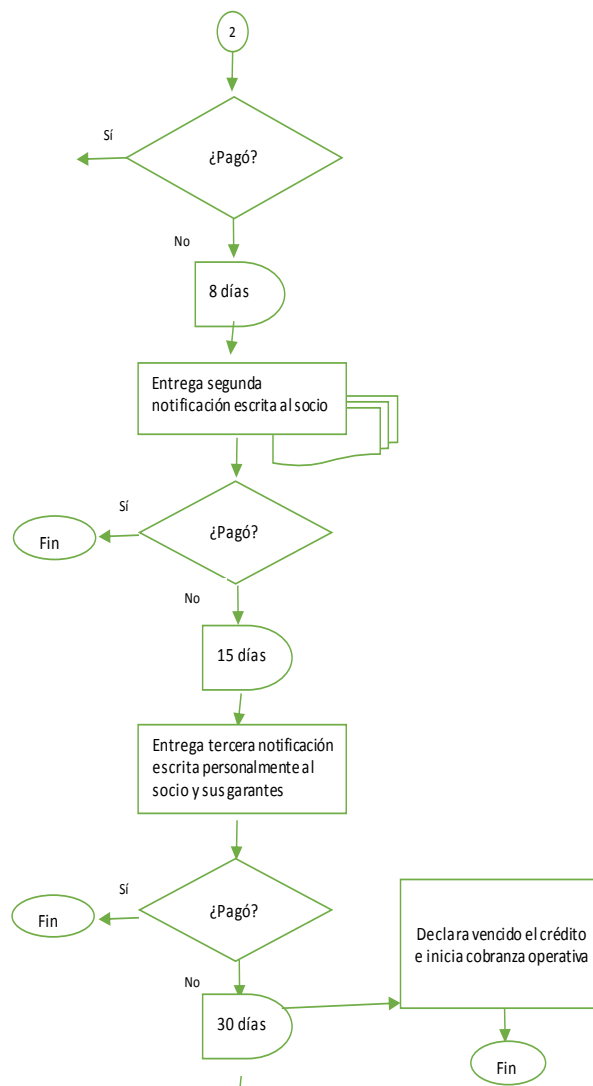 2
Sí
¿Pagó?
No
8 días
Entrega segunda
notificación escrita al socio
Sí
¿Pagó?
Fin
No
15 días
Entrega tercera notificación
escrita personalmente al
socio y sus garantes
Sí
¿Pagó?
Fin
No
30 días
Declara vencido el crédito
e inicia cobranza operativa
Fin